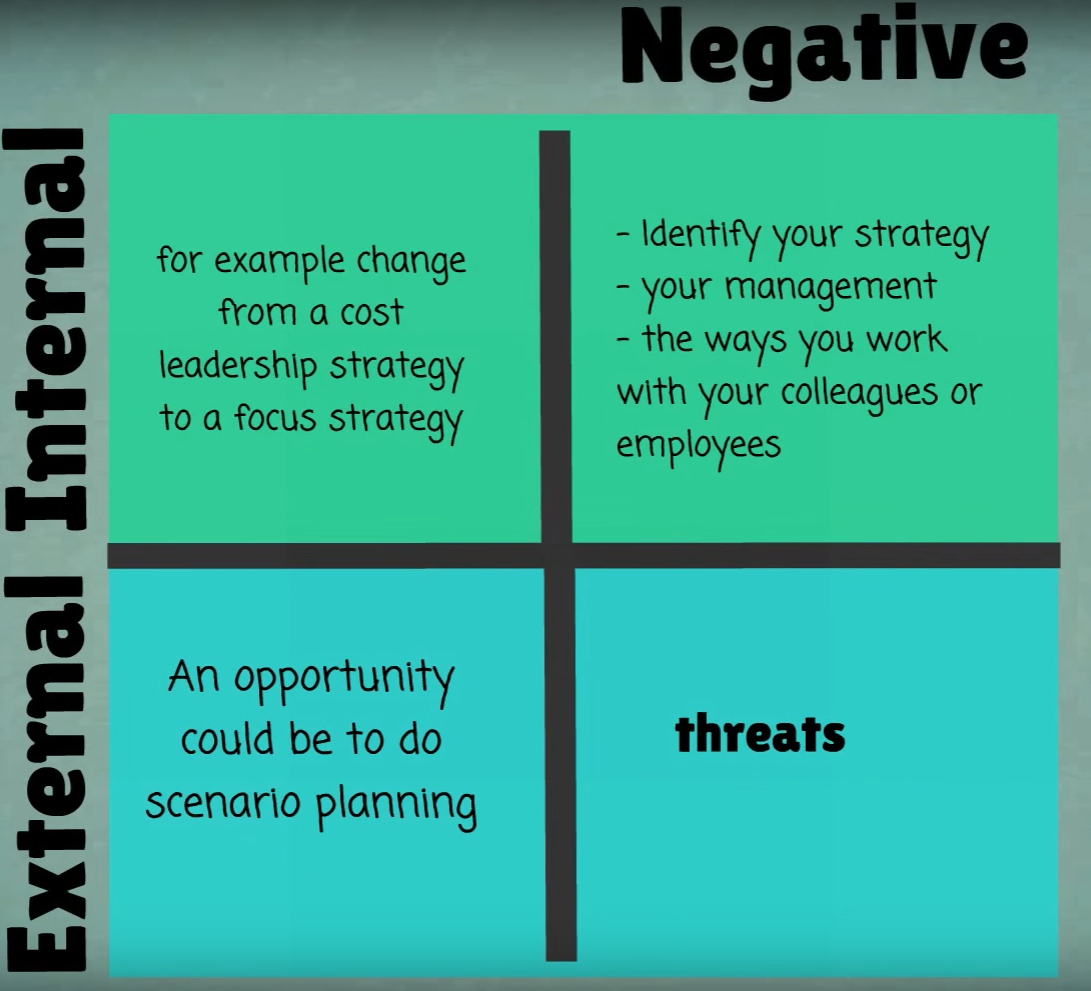 Negative
Internal
for example change
from a cost
leadership strategy
to a focus strategy
- Identify your strategy
- your management
- the ways you work
with your colleagues or
employees
External
An opportunity
could be to do
scenario planning
threats